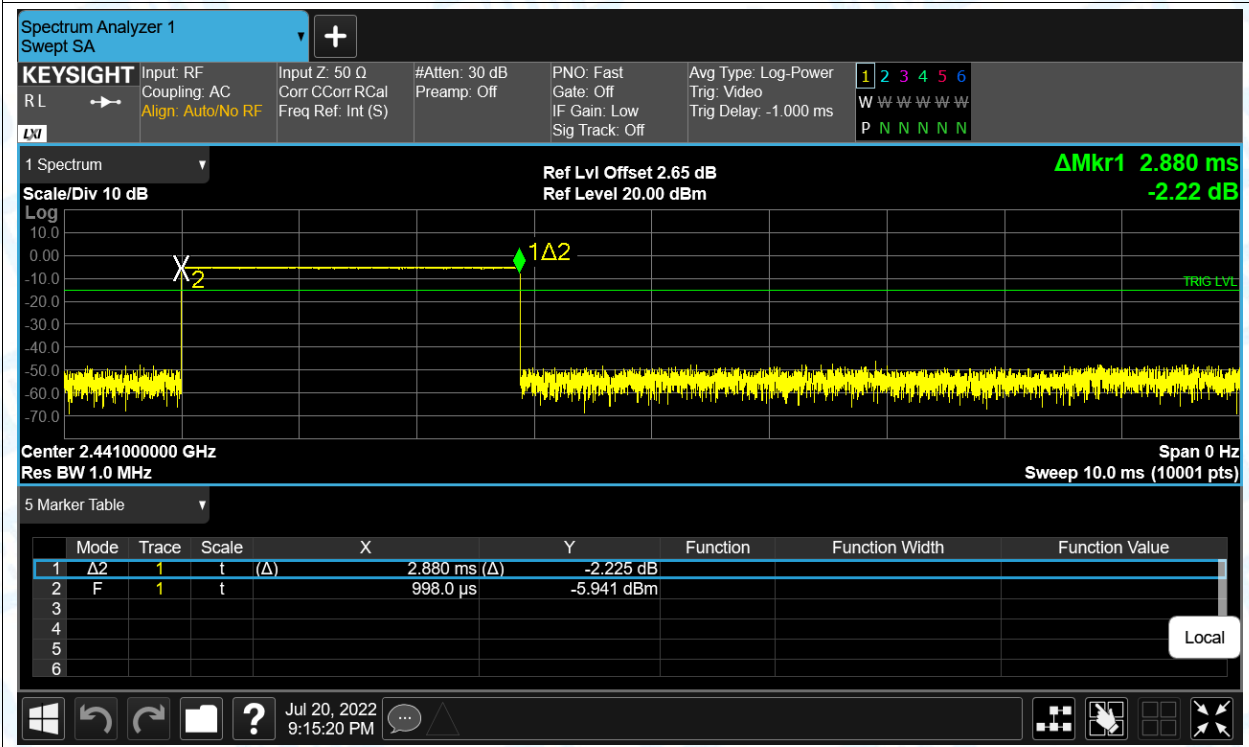 Spectrum Analyzer 1
Swept SA
+
KEYSIGHT Input: RF Input Z: 50 Ω #Atten: 30 dB PNO: Fast Avg Type: Log-Power 1 2 3 4 5 6
R L Coupling: AC Corr CCorr RCal Preamp: Off Gate: Off Trig: Video W W W W W W
Align: Auto/No RF Freq Ref: Int (S) IF Gain: Low Trig Delay: -1.000 ms
LXI Sig Track: Off P N N N N N
1 Spectrum
Ref Lvl Offset 2.65 dB ΔMkr1 2.880 ms
Scale/Div 10 dB Ref Level 20.00 dBm -2.22 dB
Log
10.0
0.00 1Δ2
-10.0 2 TRIG LVL
-20.0
-30.0
-40.0
-50.0
-60.0
-70.0
Center 2.441000000 GHz Span 0 Hz
Res BW 1.0 MHz Sweep 10.0 ms (10001 pts)
5 Marker Table
Mode Trace Scale X Y Function Function Width Function Value
1 Δ2 1 t (Δ) 2.880 ms (Δ) -2.225 dB
2 F 1 t 998.0 µs -5.941 dBm
3
4
5
6
Local
? Jul 20, 2022
9:15:20 PM